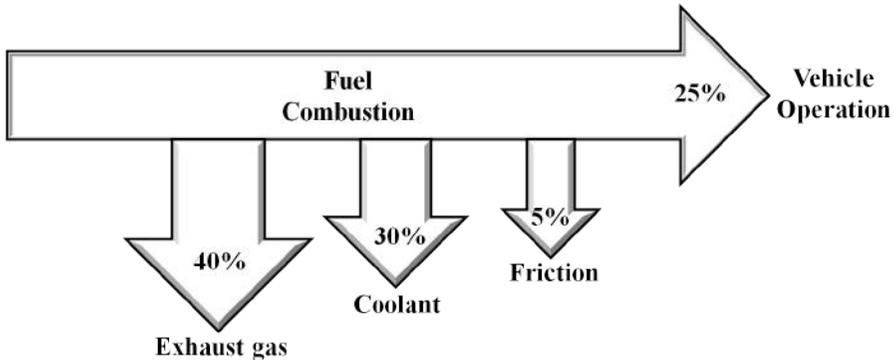 Fuel
Combustion
25%
Vehicle
Operation
40%
30%
5%
Exhaust gas
Coolant
Friction